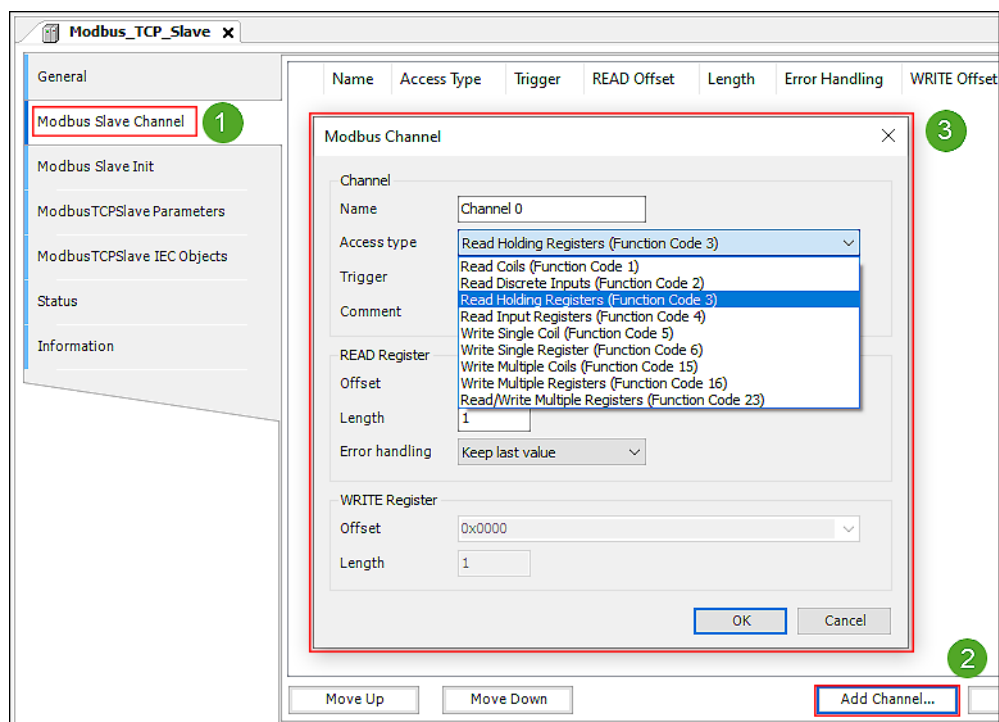 Modbus_TCP_Slave x
General
Modbus Slave Channel
1
Modbus Slave Init
ModbusTCPSlave Parameters
ModbusTCPSlave IEC Objects
Status
Information
Name Access Type Trigger READ Offset Length Error Handling WRITE Offset
3
Modbus Channel
Channel
Name Channel 0
Access type Read Holding Registers (Function Code 3)
Read Coils (Function Code 1)
Read Discrete Inputs (Function Code 2)
Read Holding Registers (Function Code 3)
Read Input Registers (Function Code 4)
Write Single Coil (Function Code 5)
Write Single Register (Function Code 6)
Write Multiple Coils (Function Code 15)
Write Multiple Registers (Function Code 16)
Read/Write Multiple Registers (Function Code 23)
Trigger
Comment
READ Register
Offset
Length 1
Error handling Keep last value
WRITE Register
Offset 0x0000
Length 1
OK Cancel
2
Move Up Move Down Add Channel...